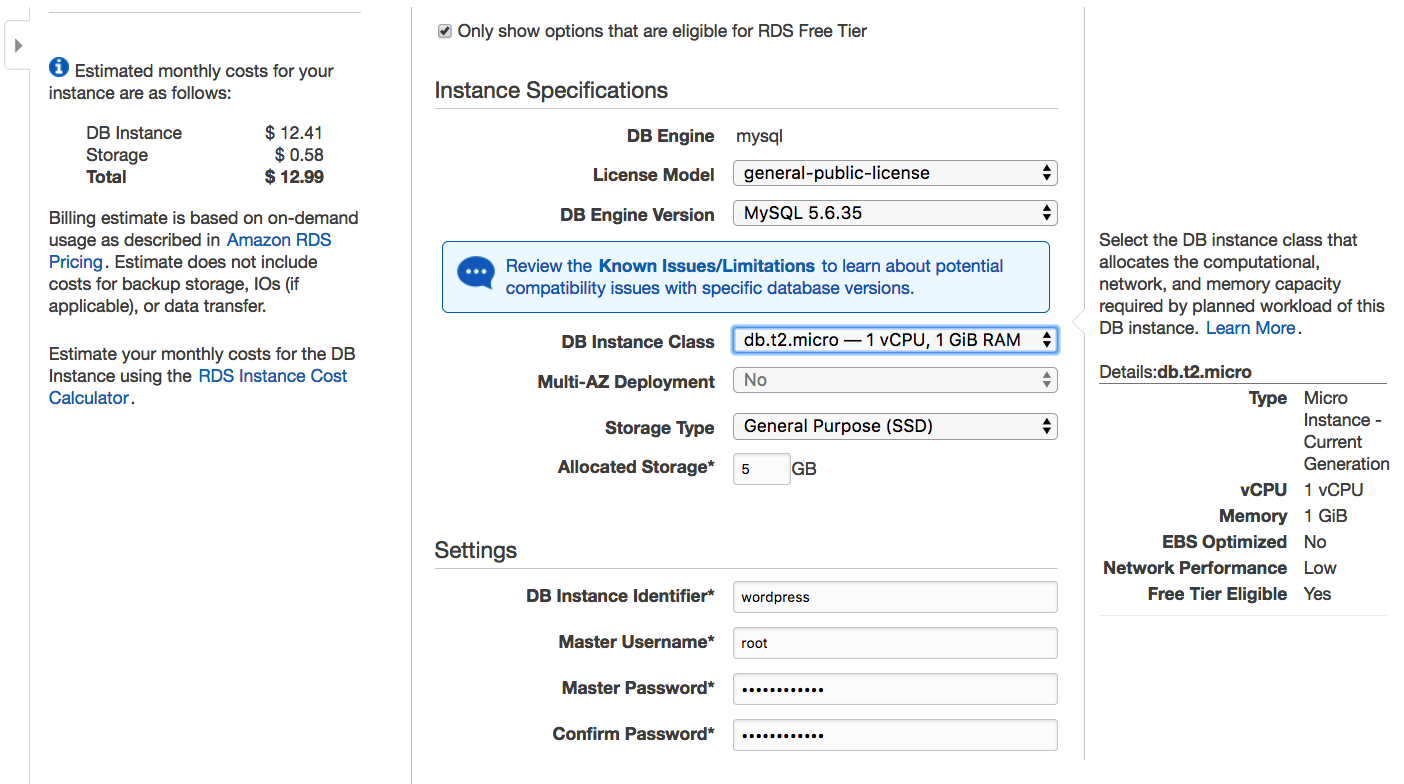 Estimated monthly costs for your
instance are as follows:
DB Instance $ 12.41
Storage $ 0.58
Total $ 12.99
Billing estimate is based on on-demand
usage as described in Amazon RDS
Pricing. Estimate does not include
costs for backup storage, IOs (if
applicable), or data transfer.
Estimate your monthly costs for the DB
Instance using the RDS Instance Cost
Calculator.
Only show options that are eligible for RDS Free Tier
Instance Specifications
DB Engine mysql
License Model general-public-license
DB Engine Version MySQL 5.6.35
Review the Known Issues/Limitations to learn about potential
compatibility issues with specific database versions.
DB Instance Class db.t2.micro — 1 vCPU, 1 GiB RAM
Multi-AZ Deployment No
Storage Type General Purpose (SSD)
Allocated Storage* 5 GB
Settings
DB Instance Identifier* wordpress
Master Username* root
Master Password* ••••••••••••
Confirm Password* ••••••••••••
Select the DB instance class that
allocates the computational,
network, and memory capacity
required by planned workload of this
DB instance. Learn More.
Details:db.t2.micro
Type Micro
Instance -
Current
Generation
vCPU 1 vCPU
Memory 1 GiB
EBS Optimized No
Network Performance Low
Free Tier Eligible Yes